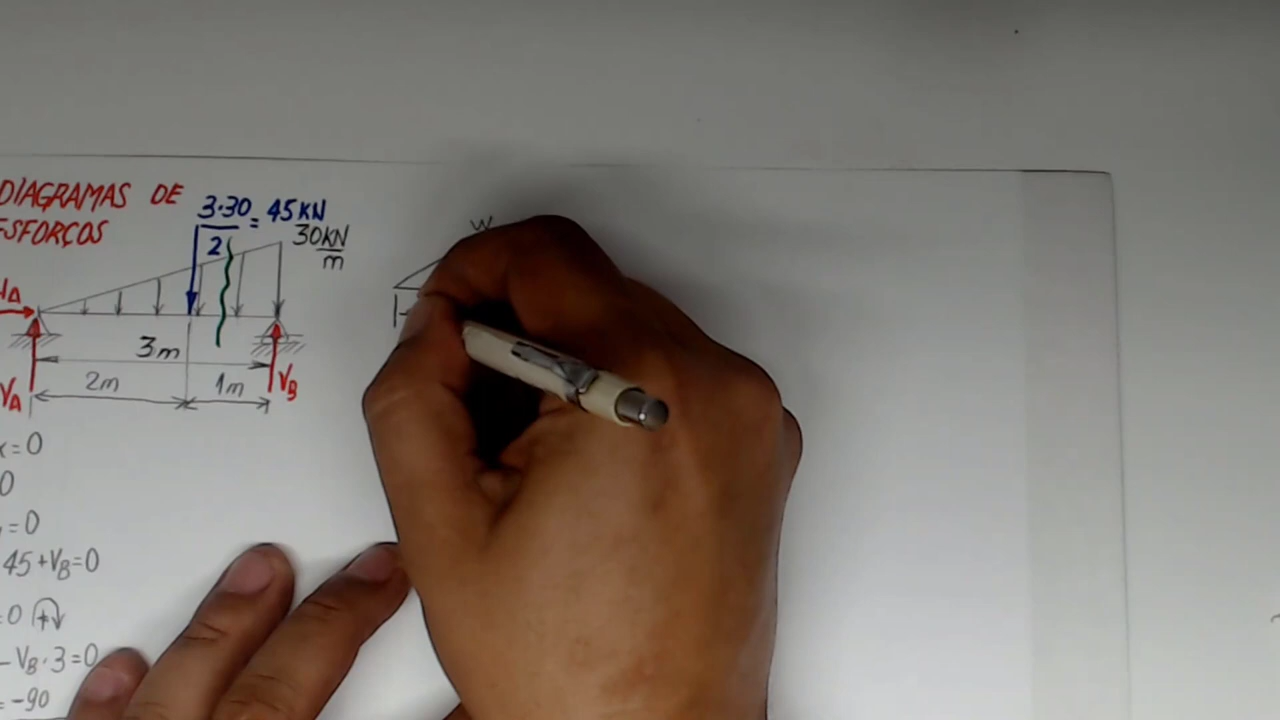 DIAGRAMAS DE
ESFORÇOS
3·30 = 45 KN
2
30 KN
m
HA
3m
2m
1m
VB
VA
x = 0
0
= 0
45 + VB = 0
= 0 +
- VB · 3 = 0
= -90
w